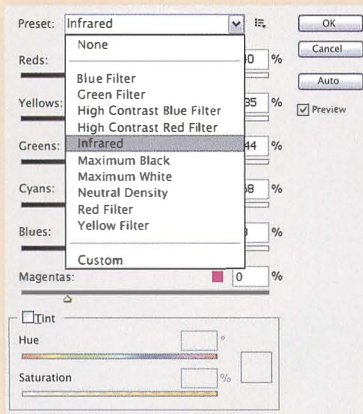 Preset: Infrared
OK
None
Cancel
Reds: %
Blue Filter
Auto
Green Filter
Yellows: 35 %
High Contrast Blue Filter
Preview
High Contrast Red Filter
Greens: Infrared 44 %
Maximum Black
Maximum White
Cyans: Neutral Density %
Red Filter
Blues: Yellow Filter %
Custom
Magentas: 0 %
Tint
Hue °
Saturation %